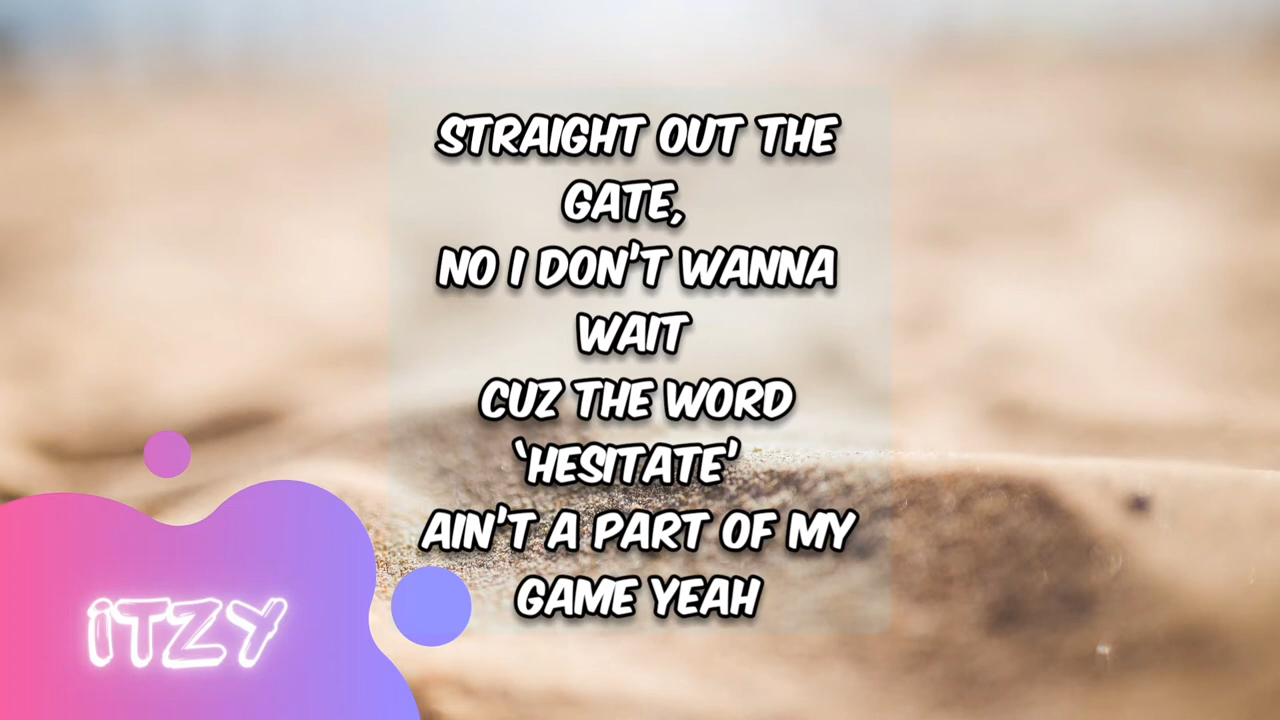 STRAIGHT OUT THE
GATE,
NO I DON'T WANNA
WAIT
CUZ THE WORD
'HESITATE'
AIN'T A PART OF MY
GAME YEAH
iTZY